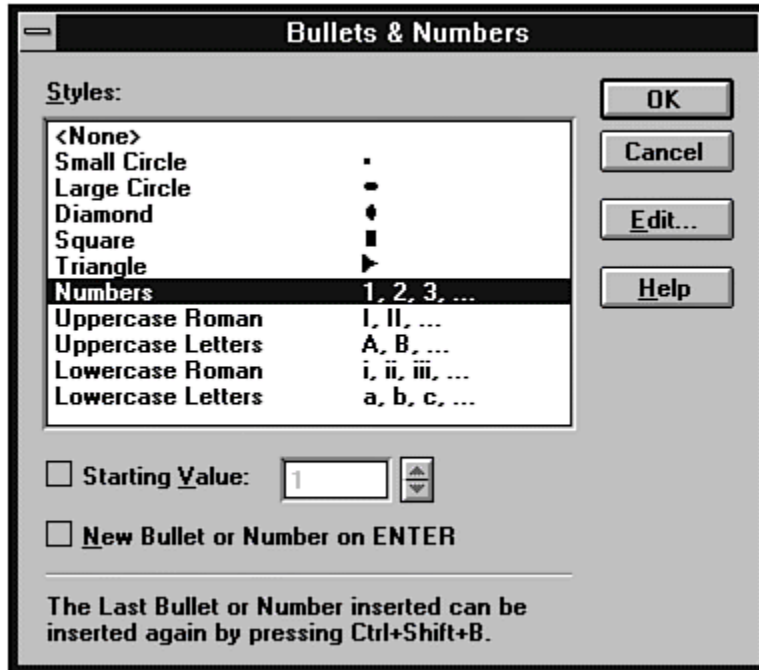 Bullets & Numbers
Styles:
<None>
Small Circle
Large Circle
Diamond
Square
Triangle
Numbers 1, 2, 3, ...
Uppercase Roman I, II, ...
Uppercase Letters A, B, ...
Lowercase Roman i, ii, iii, ...
Lowercase Letters a, b, c, ...
OK
Cancel
Edit...
Help
Starting Value: 1
New Bullet or Number on ENTER
The Last Bullet or Number inserted can be
inserted again by pressing Ctrl+Shift+B.